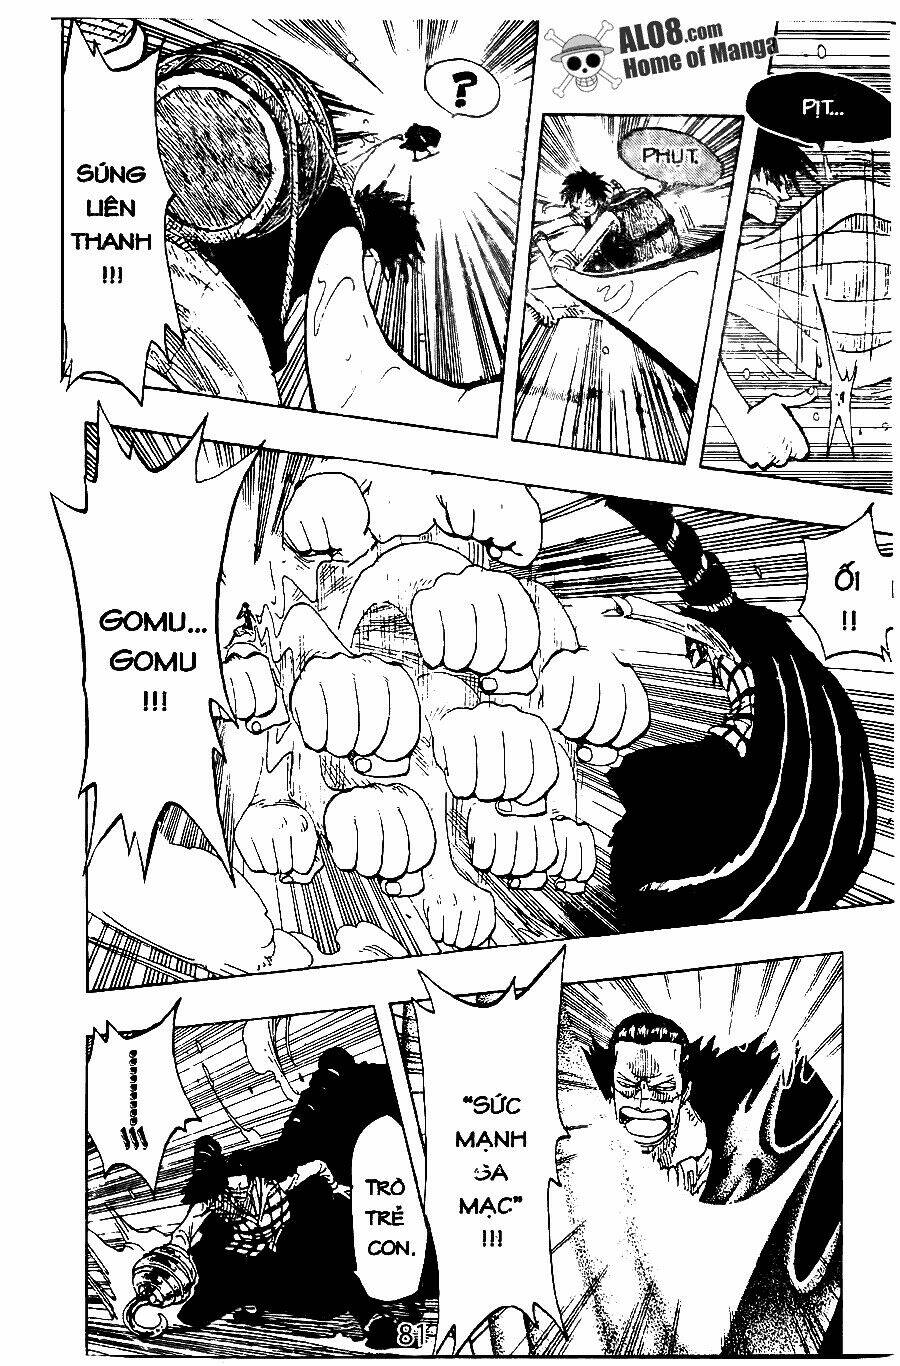 ALO8.com
Home of Manga
PỊT...
PHỤT.
?
SÚNG
LIÊN
THANH
!!!
ỐI
!!
GOMU...
GOMU
!!!
"SỨC
MẠNH
SA
MẠC"
!!!
TRÒ
TRẺ
CON.
!!!
81